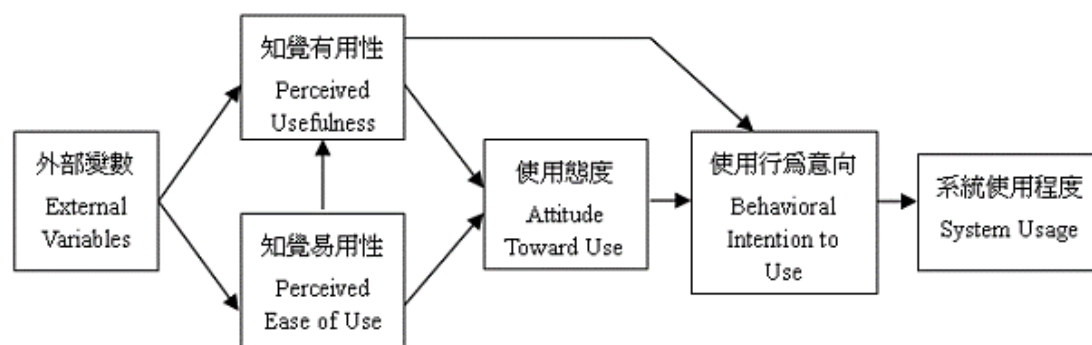 外部變數
External
Variables
知覺有用性
Perceived
Usefulness
知覺易用性
Perceived
Ease of Use
使用態度
Attitude
Toward Use
使用行為意向
Behavioral
Intention to
Use
系統使用程度
System Usage